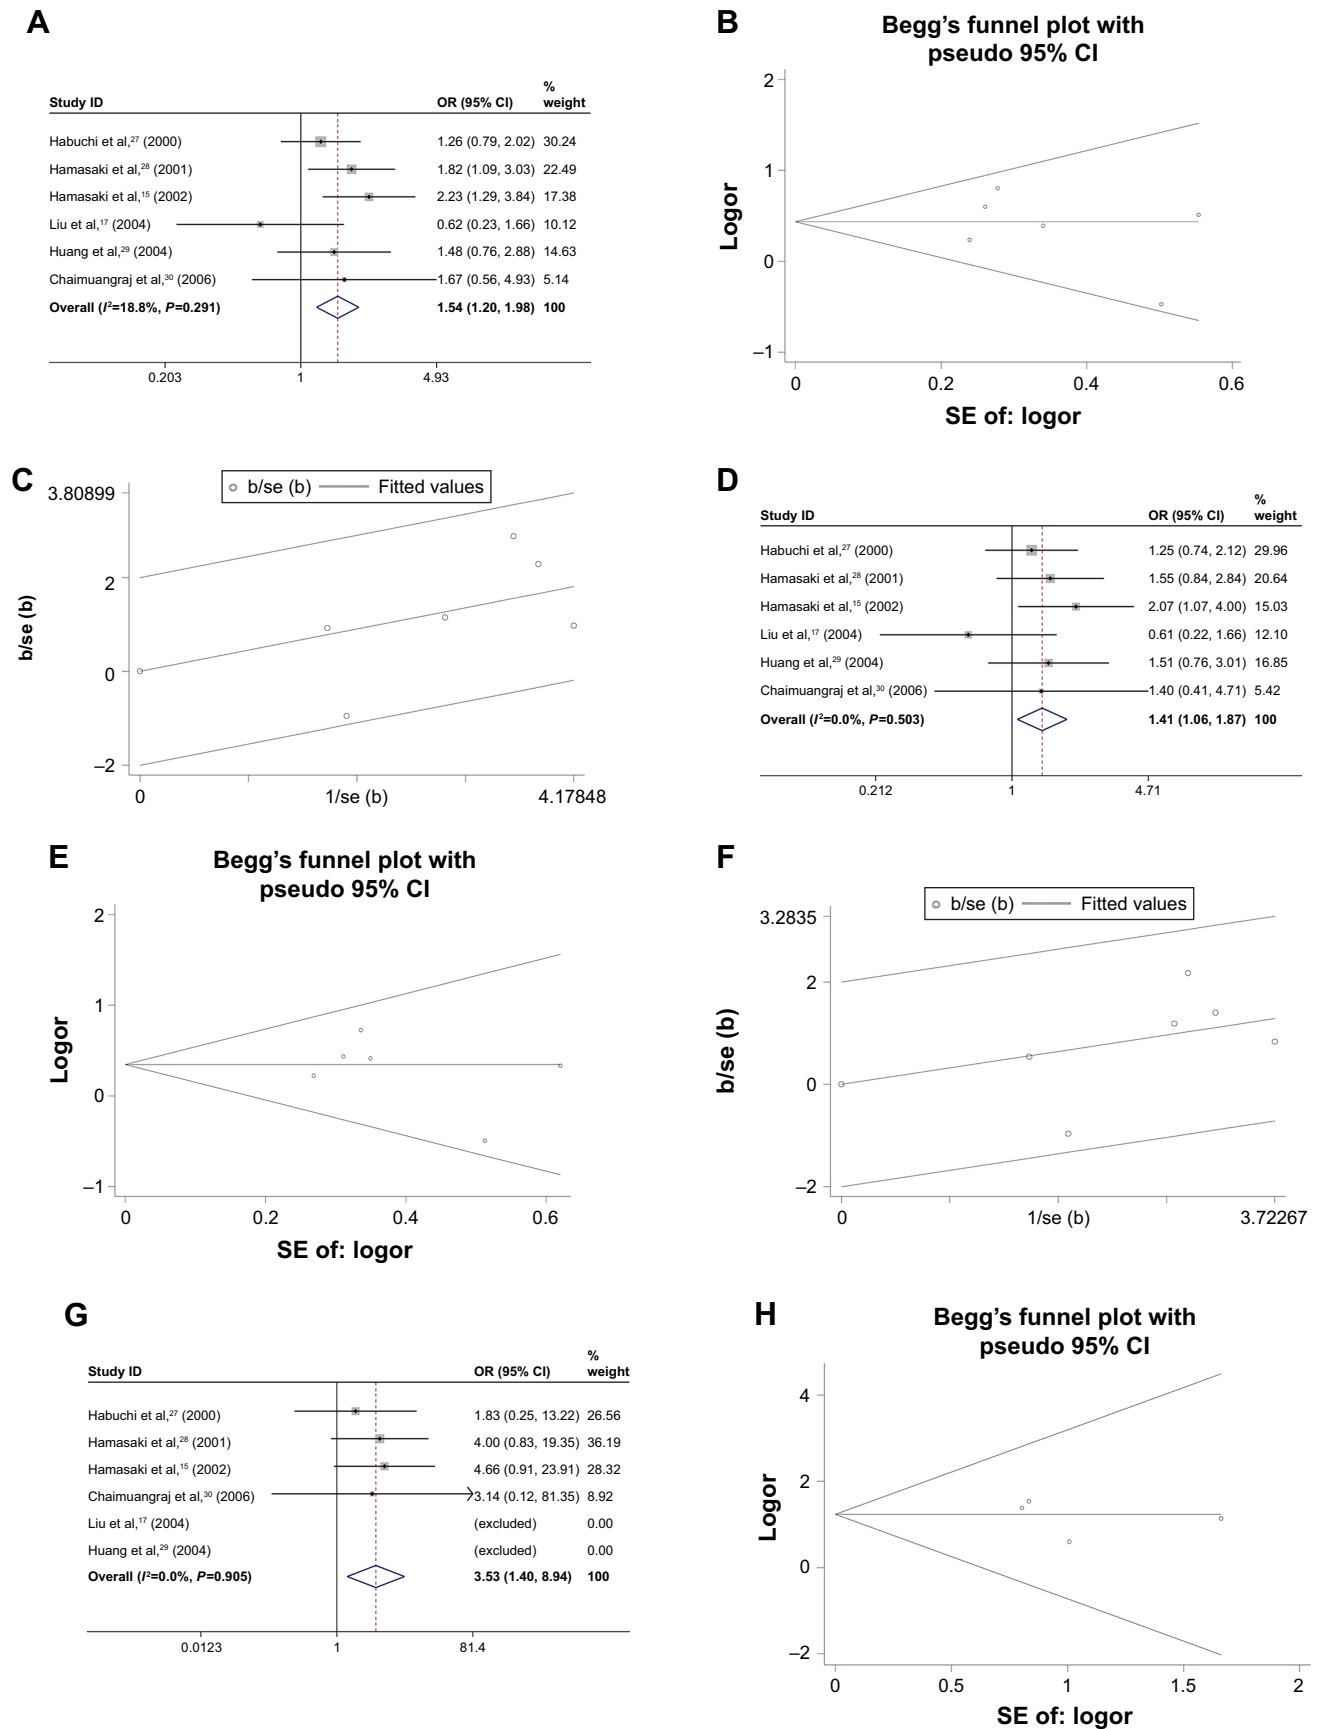 A
%
Study ID OR (95% CI) weight
Habuchi et al,27 (2000) 1.26 (0.79, 2.02) 30.24
Hamasaki et al,28 (2001) 1.82 (1.09, 3.03) 22.49
Hamasaki et al,15 (2002) 2.23 (1.29, 3.84) 17.38
Liu et al,17 (2004) 0.62 (0.23, 1.66) 10.12
Huang et al,29 (2004) 1.48 (0.76, 2.88) 14.63
Chaimuangraj et al,30 (2006) 1.67 (0.56, 4.93) 5.14
Overall (I2=18.8%, P=0.291) 1.54 (1.20, 1.98) 100
0.203 1 4.93
B
Begg’s funnel plot with
pseudo 95% CI
2
1
0
–1
Logor
0 0.2 0.4 0.6
SE of: logor
C
b/se (b) Fitted values
3.80899
2
0
–2
b/se (b)
0 1/se (b) 4.17848
D
%
Study ID OR (95% CI) weight
Habuchi et al,27 (2000) 1.25 (0.74, 2.12) 29.96
Hamasaki et al,28 (2001) 1.55 (0.84, 2.84) 20.64
Hamasaki et al,15 (2002) 2.07 (1.07, 4.00) 15.03
Liu et al,17 (2004) 0.61 (0.22, 1.66) 12.10
Huang et al,29 (2004) 1.51 (0.76, 3.01) 16.85
Chaimuangraj et al,30 (2006) 1.40 (0.41, 4.71) 5.42
Overall (I2=0.0%, P=0.503) 1.41 (1.06, 1.87) 100
0.212 1 4.71
E
Begg’s funnel plot with
pseudo 95% CI
2
1
0
–1
Logor
0 0.2 0.4 0.6
SE of: logor
F
b/se (b) Fitted values
3.2835
2
0
–2
b/se (b)
0 1/se (b) 3.72267
G
%
Study ID OR (95% CI) weight
Habuchi et al,27 (2000) 1.83 (0.25, 13.22) 26.56
Hamasaki et al,28 (2001) 4.00 (0.83, 19.35) 36.19
Hamasaki et al,15 (2002) 4.66 (0.91, 23.91) 28.32
Chaimuangraj et al,30 (2006) 3.14 (0.12, 81.35) 8.92
Liu et al,17 (2004) (excluded) 0.00
Huang et al,29 (2004) (excluded) 0.00
Overall (I2=0.0%, P=0.905) 3.53 (1.40, 8.94) 100
0.0123 1 81.4
H
Begg’s funnel plot with
pseudo 95% CI
4
2
0
–2
Logor
0 0.5 1 1.5 2
SE of: logor